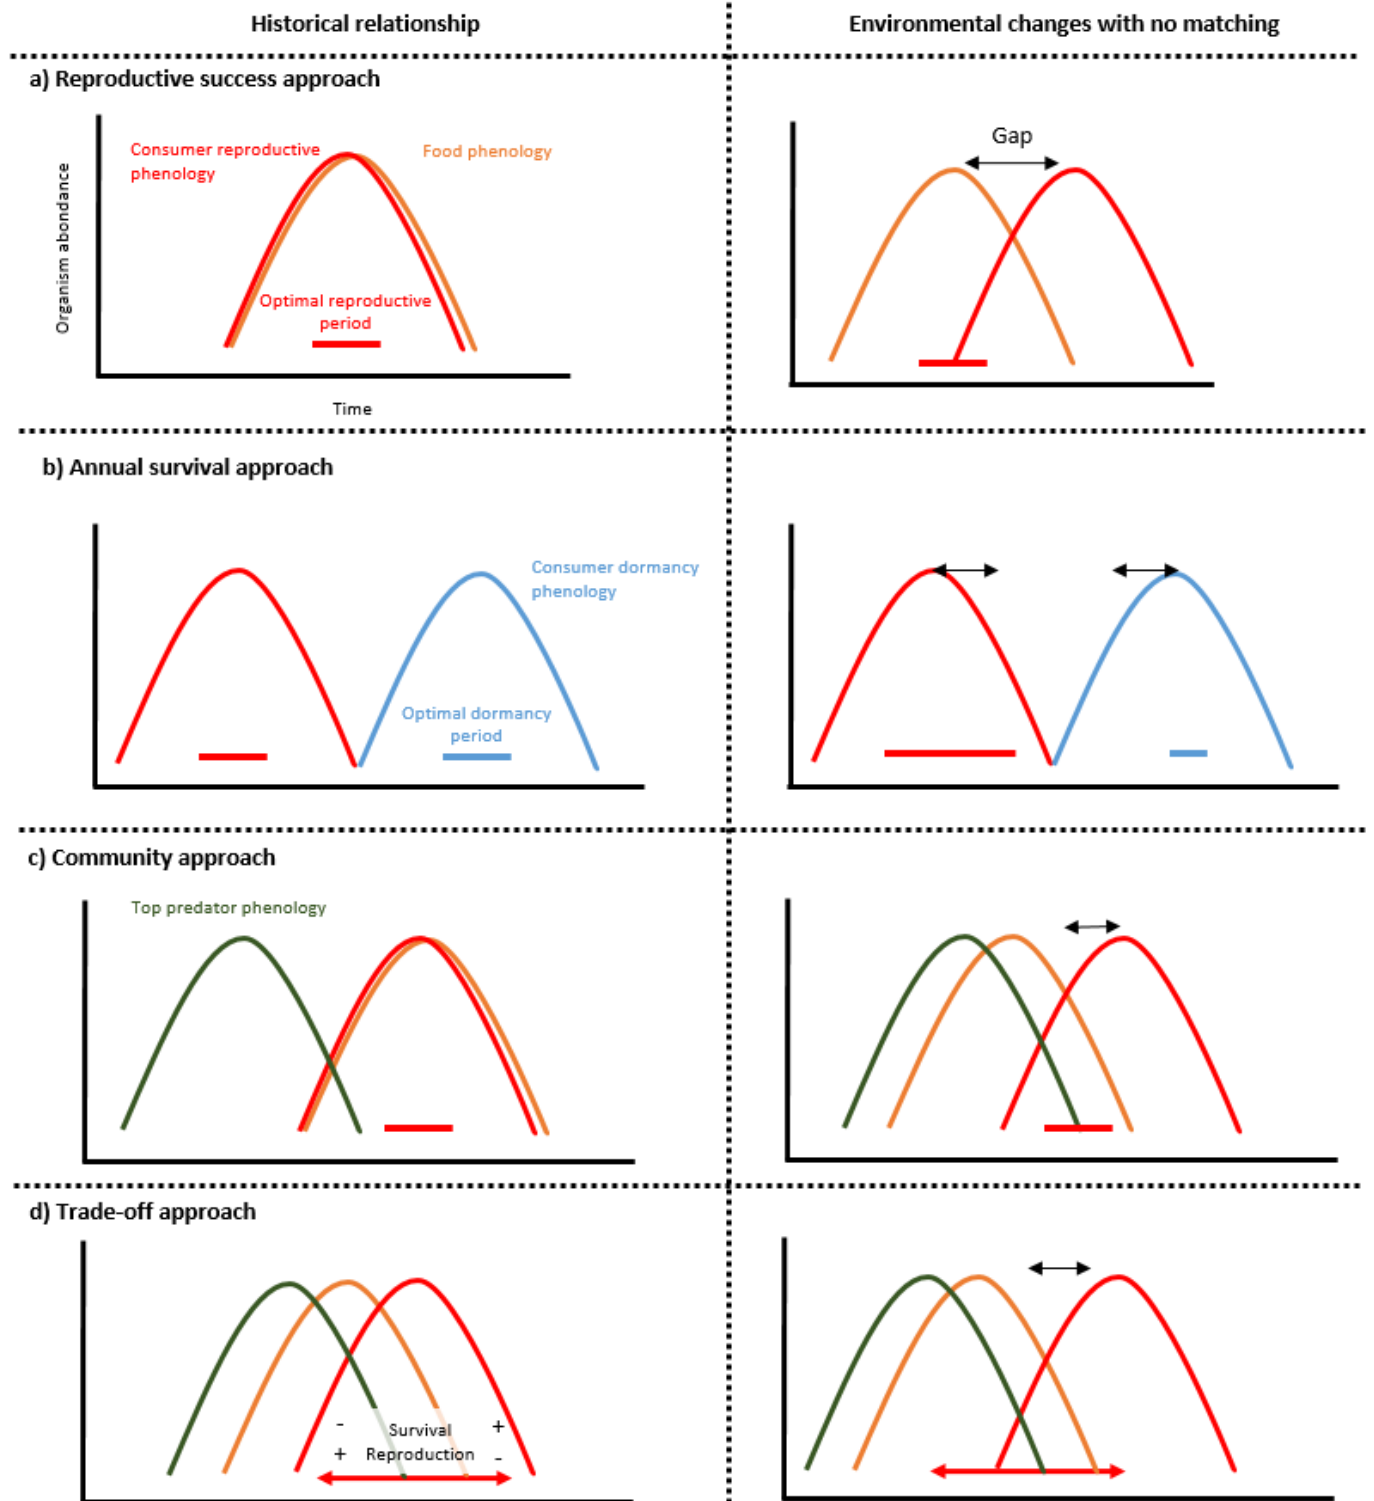 Historical relationship
Environmental changes with no matching
a) Reproductive success approach
Consumer reproductive
phenology
Food phenology
Organism abondance
Optimal reproductive
period
Time
Gap
b) Annual survival approach
Consumer dormancy
phenology
Optimal dormancy
period
c) Community approach
Top predator phenology
d) Trade-off approach
- Survival +
+ Reproduction -